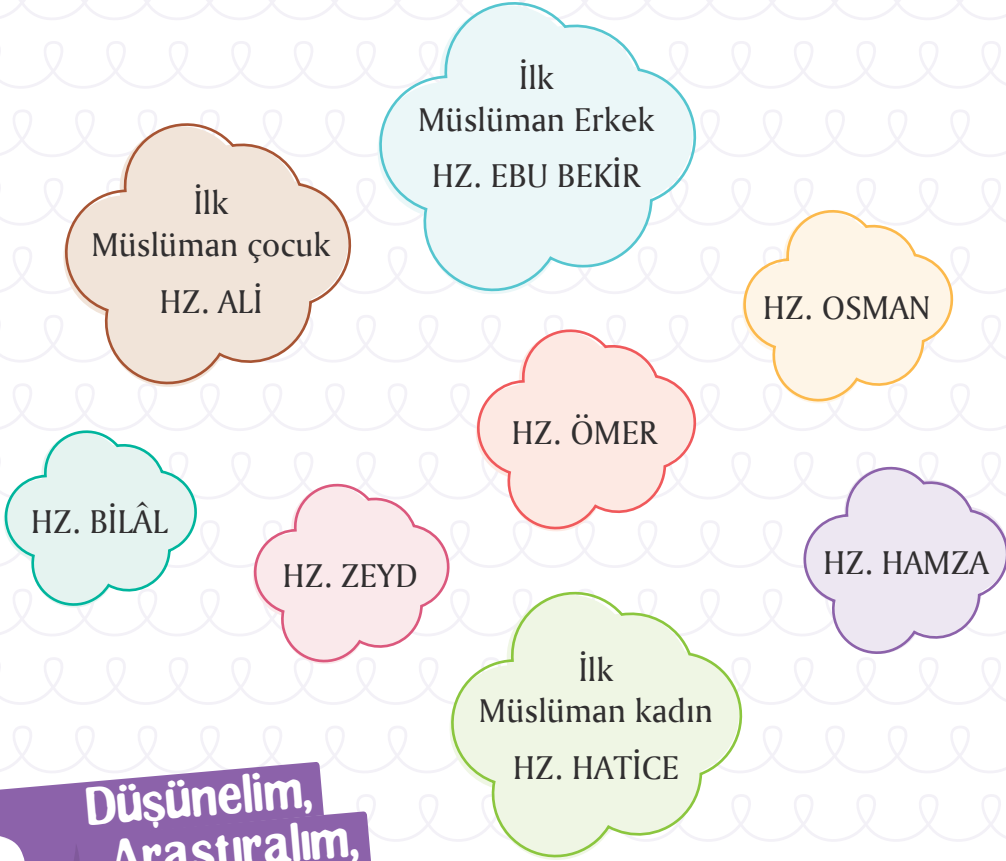 İlk
Müslüman Erkek
HZ. EBU BEKİR
İlk
Müslüman çocuk
HZ. ALİ
HZ. OSMAN
HZ. ÖMER
HZ. BİLÂL
HZ. ZEYD
HZ. HAMZA
İlk
Müslüman kadın
HZ. HATİCE
Düşünelim,
Araştıralım,